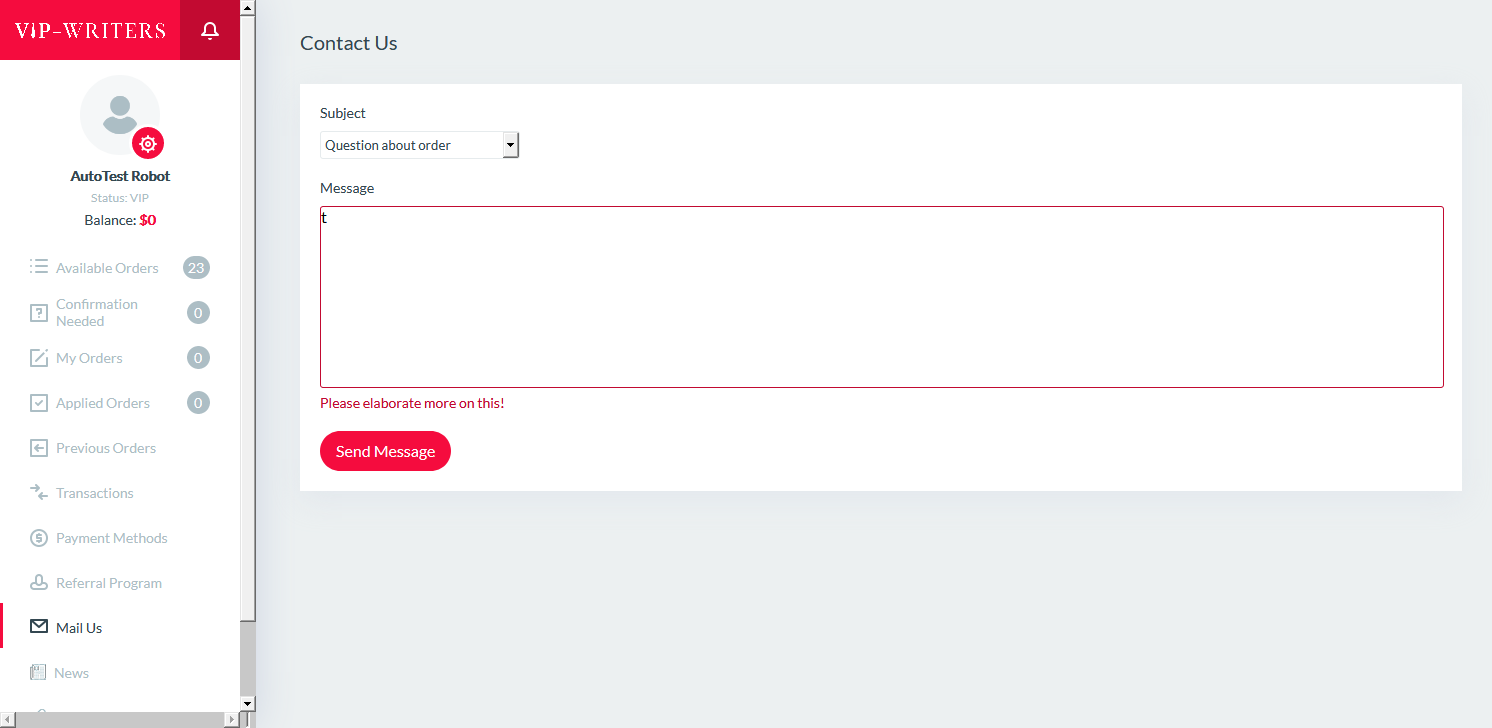 VIP-WRITERS
AutoTest Robot
Status: VIP
Balance: $0
Available Orders 23
Confirmation
Needed 0
My Orders 0
Applied Orders 0
Previous Orders
Transactions
Payment Methods
Referral Program
Mail Us
News
Contact Us
Subject
Question about order
Message
t
Please elaborate more on this!
Send Message